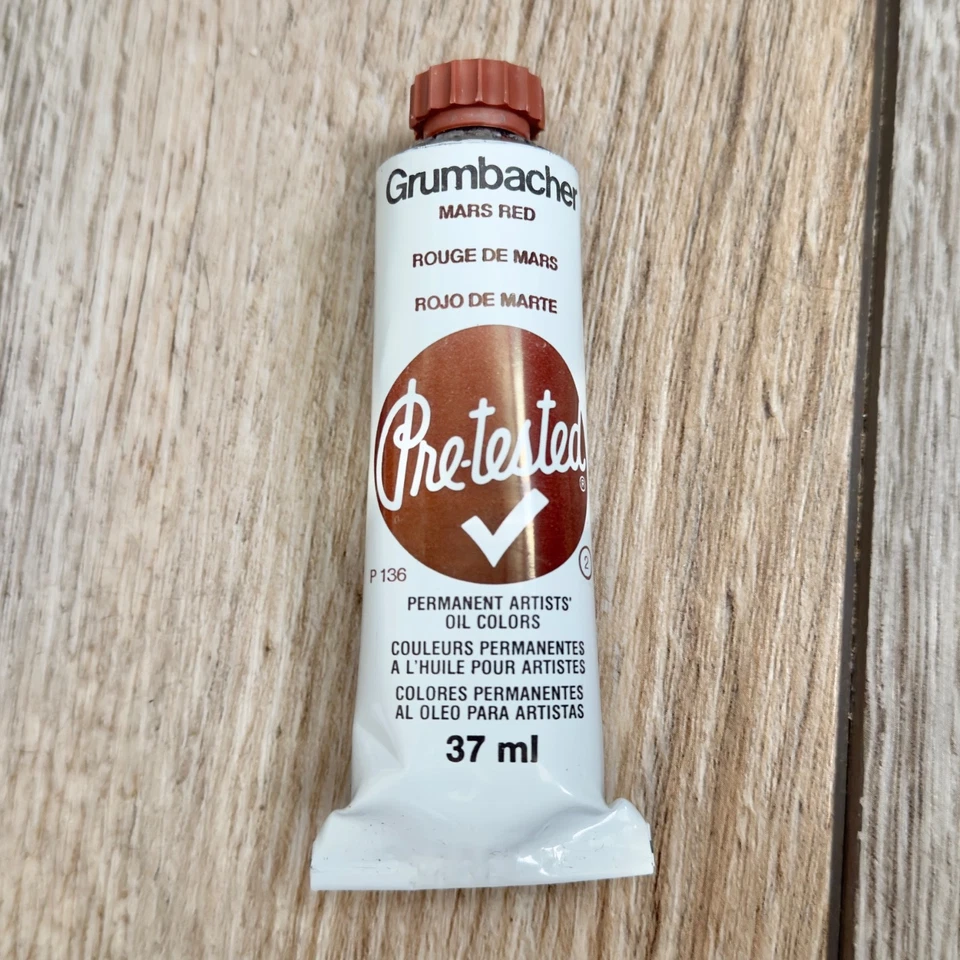 Grumbacher
MARS RED
ROUGE DE MARS
ROJO DE MARTE
Pre-tested
®
P 136
2
PERMANENT ARTISTS'
OIL COLORS
COULEURS PERMANENTES
A L'HUILE POUR ARTISTES
COLORES PERMANENTES
AL OLEO PARA ARTISTAS
37 ml